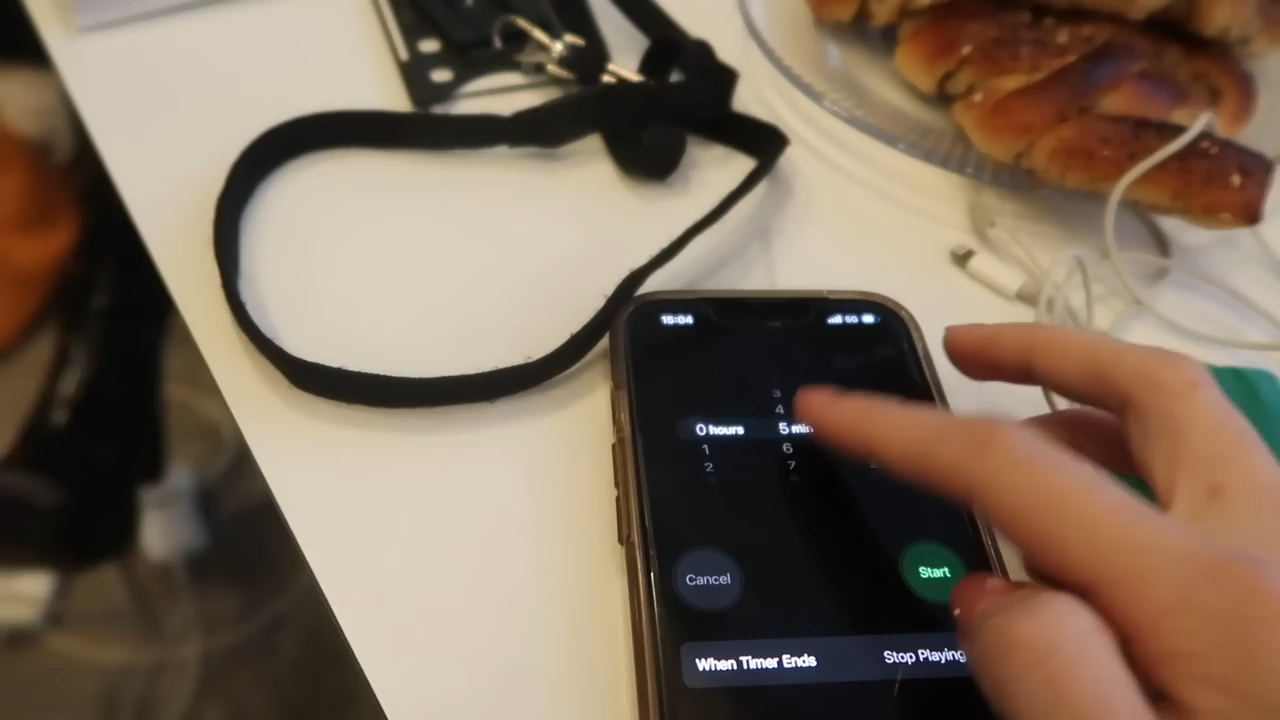 15:04 5G
3
4
0 hours 5 min
1 6
2 7
Cancel Start
When Timer Ends Stop Playing